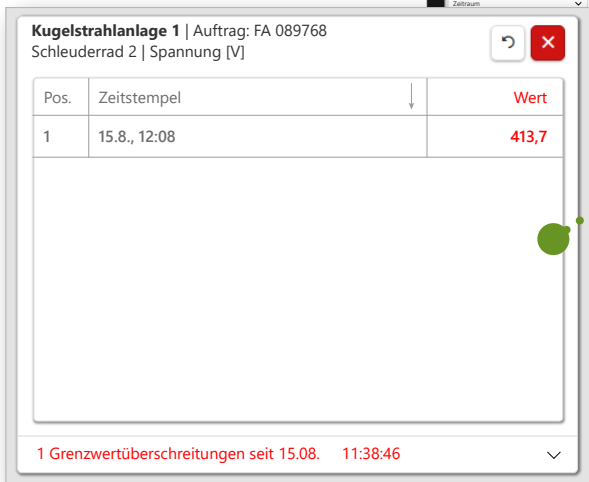 Zeitraum
Kugelstrahlanlage 1 | Auftrag: FA 089768
Schleuderrad 2 | Spannung [V]
Pos. Zeitstempel Wert
1 15.8., 12:08 413,7
1 Grenzwertüberschreitungen seit 15.08. 11:38:46